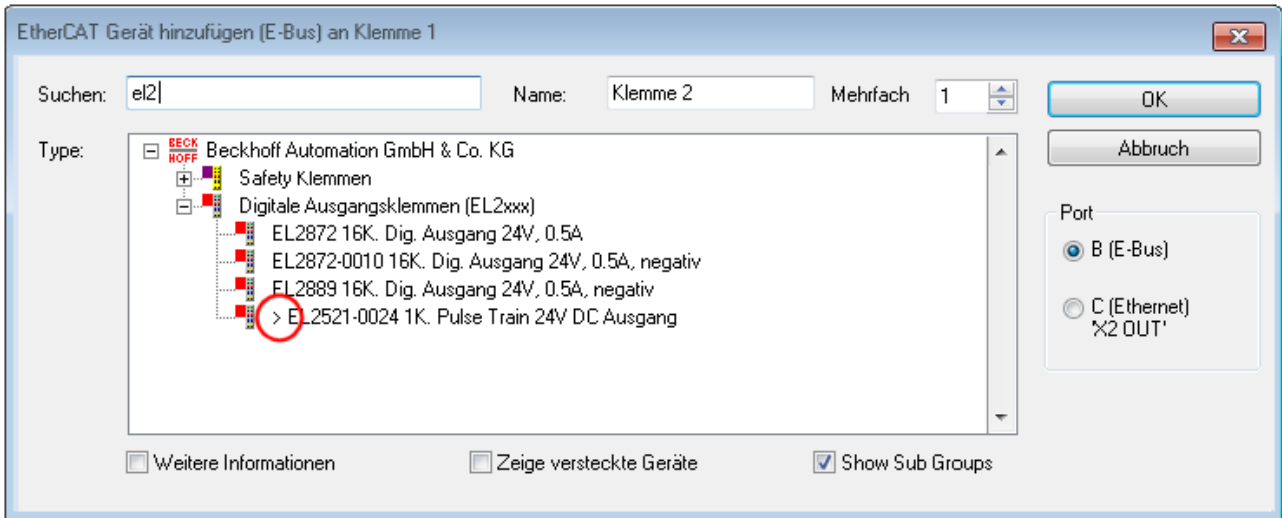 EtherCAT Gerät hinzufügen (E-Bus) an Klemme 1
Suchen: el2 Name: Klemme 2 Mehrfach 1 OK
Abbruch
Type: BECKHOFF Beckhoff Automation GmbH & Co. KG
Safety Klemmen
Digitale Ausgangsklemmen (EL2xxx)
EL2872 16K. Dig. Ausgang 24V, 0.5A
EL2872-0010 16K. Dig. Ausgang 24V, 0.5A, negativ
EL2889 16K. Dig. Ausgang 24V, 0.5A, negativ
> EL2521-0024 1K. Pulse Train 24V DC Ausgang
Port
B (E-Bus)
C (Ethernet)
'X2 OUT'
Weitere Informationen Zeige versteckte Geräte Show Sub Groups